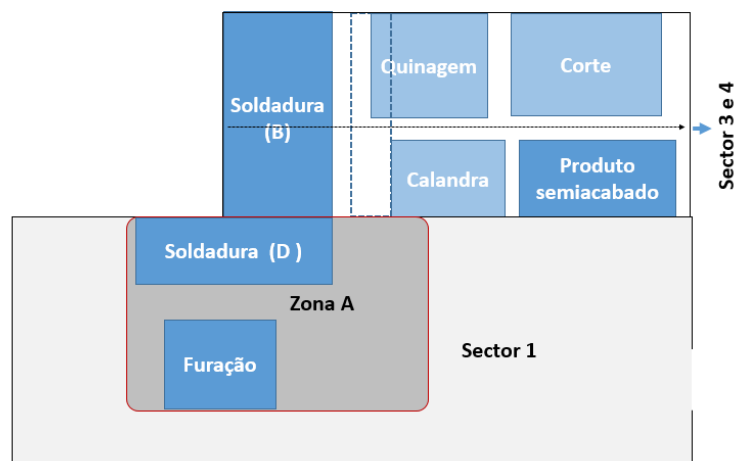 Soldadura
(B)
Quinagem
Corte
Calandra
Produto
semiacabado
Sector 3 e 4
Soldadura (D )
Zona A
Furação
Sector 1